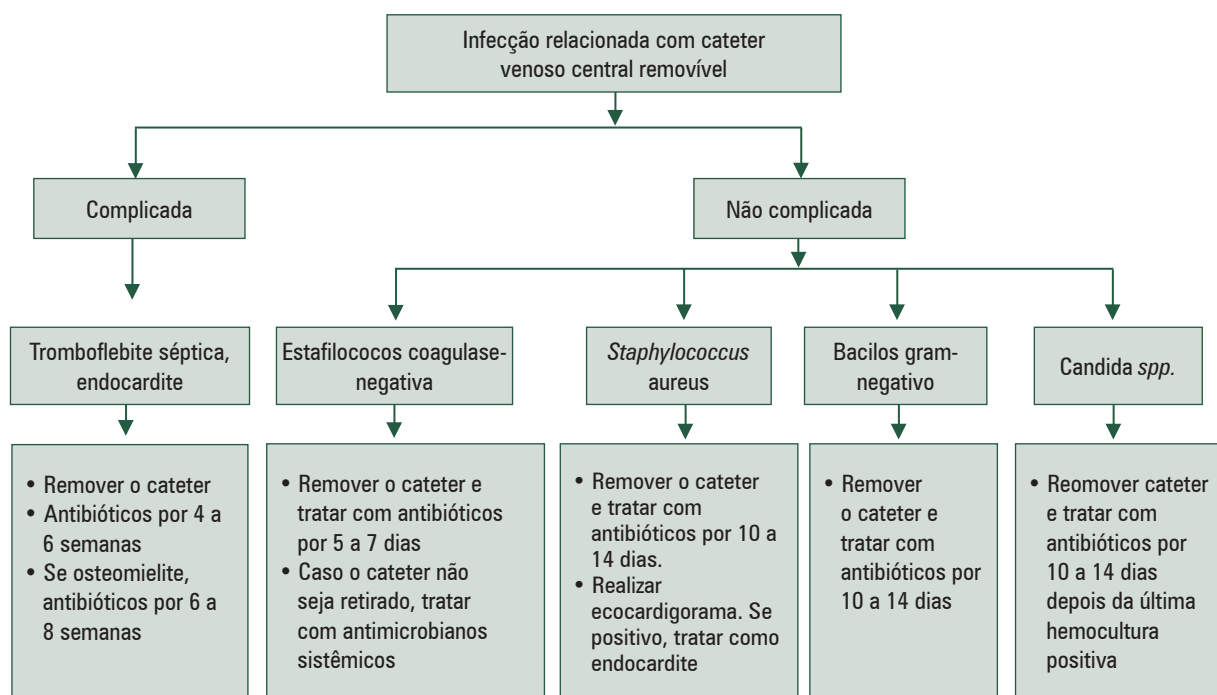 Infecção relacionada com cateter
venoso central removível
Complicada
Não complicada
Tromboflebite séptica,
endocardite
Estafilococos coagulase-
negativa
Staphylococcus
aureus
Bacilos gram-
negativo
Candida spp.
• Remover o cateter
• Antibióticos por 4 a
6 semanas
• Se osteomielite,
antibióticos por 6 a
8 semanas
• Remover o cateter e
tratar com antibióticos
por 5 a 7 dias
• Caso o cateter não
seja retirado, tratar
com antimicrobianos
sistêmicos
• Remover o cateter
e tratar com
antibióticos por 10 a
14 dias.
• Realizar
ecocardigorama. Se
positivo, tratar como
endocardite
• Remover
o cateter e
tratar com
antibióticos por
10 a 14 dias
• Reomover cateter
e tratar com
antibióticos por
10 a 14 dias
depois da última
hemocultura
positiva